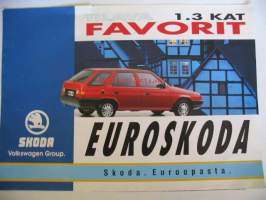 1.3 KAT
FAVORIT
SKODA
Volkswagen Group.
EUROSKODA
Skoda. Euroopasta.